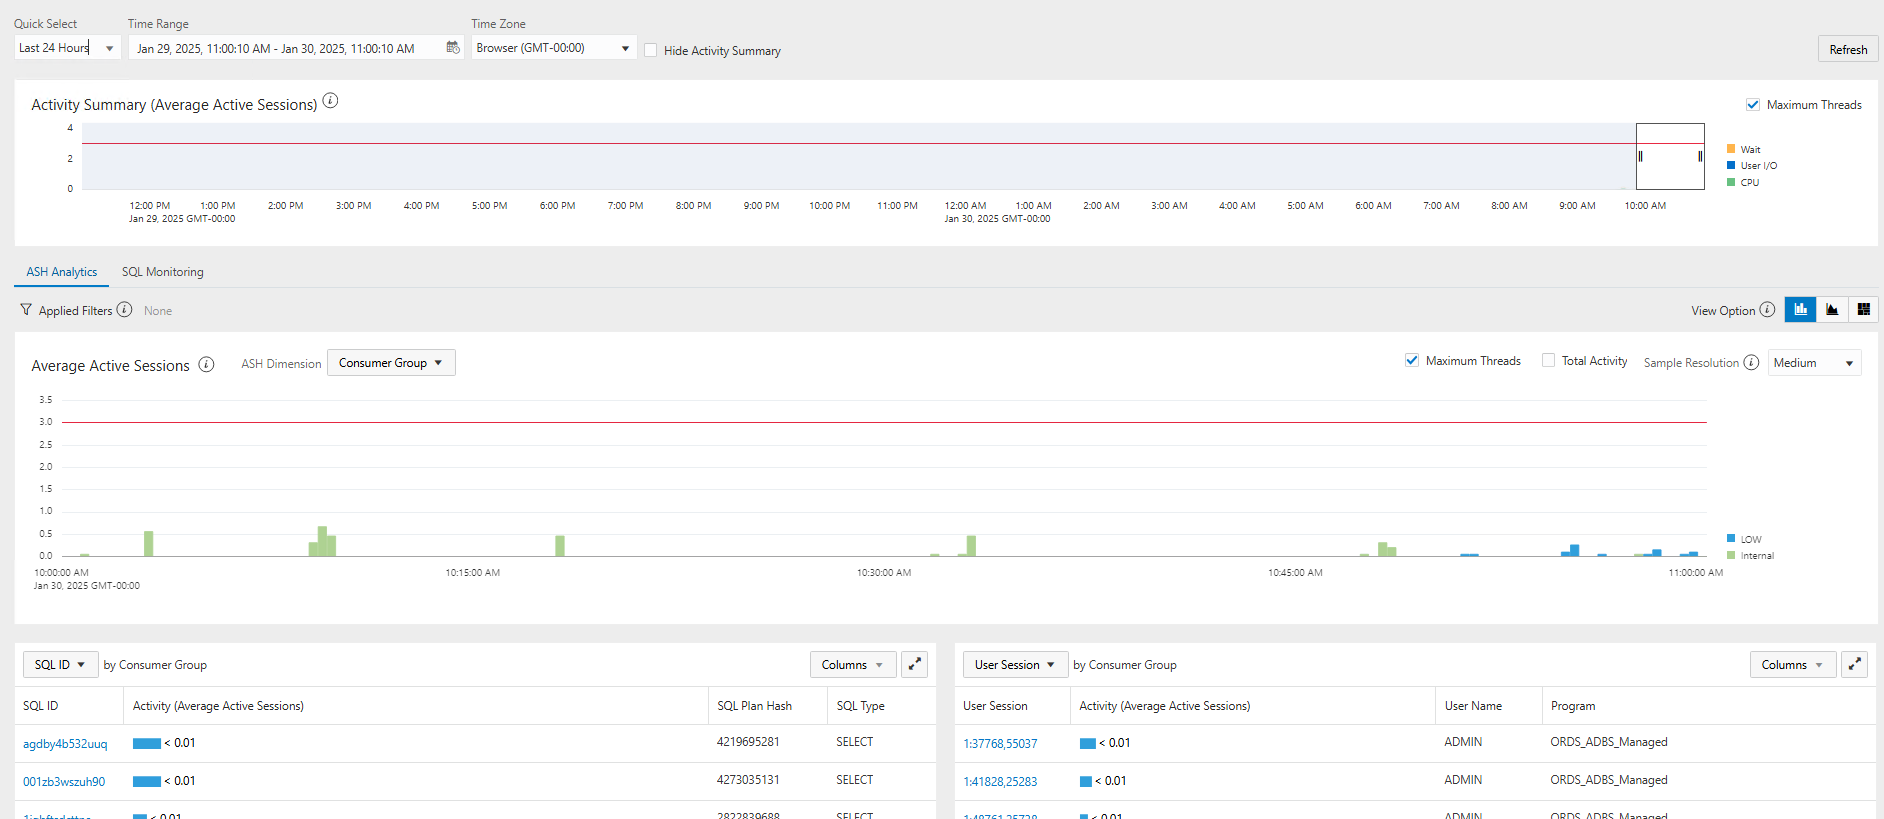 Quick Select Time Range Time Zone
Last 24 Hours Jan 29, 2025, 11:00:10 AM - Jan 30, 2025, 11:00:10 AM Browser (GMT-00:00) Hide Activity Summary Refresh
Activity Summary (Average Active Sessions) Maximum Threads
4
2
0
Wait
User I/O
CPU
12:00 PM 1:00 PM 2:00 PM 3:00 PM 4:00 PM 5:00 PM 6:00 PM 7:00 PM 8:00 PM 9:00 PM 10:00 PM 11:00 PM 12:00 AM 1:00 AM 2:00 AM 3:00 AM 4:00 AM 5:00 AM 6:00 AM 7:00 AM 8:00 AM 9:00 AM 10:00 AM
Jan 29, 2025 GMT-00:00 Jan 30, 2025 GMT-00:00
ASH Analytics SQL Monitoring
Applied Filters None View Option
Average Active Sessions ASH Dimension Consumer Group Maximum Threads Total Activity Sample Resolution Medium
3.5
3.0
2.5
2.0
1.5
1.0
0.5
0.0
LOW
Internal
10:00:00 AM 10:15:00 AM 10:30:00 AM 10:45:00 AM 11:00:00 AM
Jan 30, 2025 GMT-00:00
SQL ID by Consumer Group Columns
SQL ID Activity (Average Active Sessions) SQL Plan Hash SQL Type
agdby4b532uuq < 0.01 4219695281 SELECT
001zb3wszuh90 < 0.01 4273035131 SELECT
< 0.01 2822839688 SELECT
User Session by Consumer Group Columns
User Session Activity (Average Active Sessions) User Name Program
1:37768,55037 < 0.01 ADMIN ORDS_ADBS_Managed
1:41828,25283 < 0.01 ADMIN ORDS_ADBS_Managed
< 0.01 ADMIN ORDS_ADBS_Managed